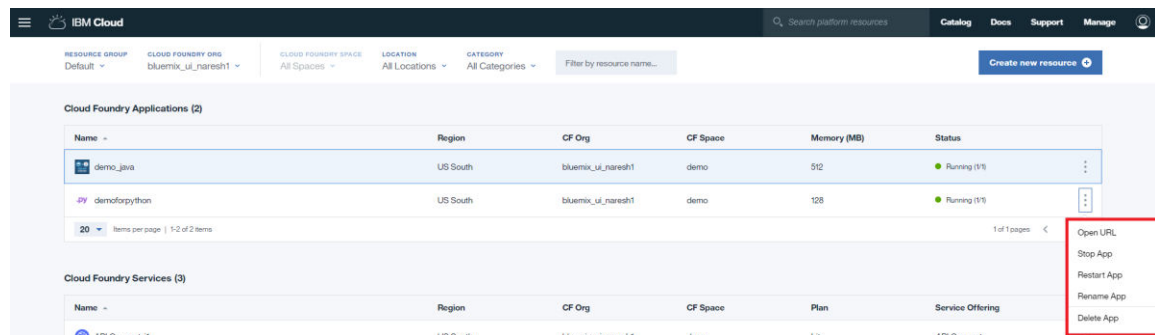 IBM Cloud
Search platform resources
Catalog Docs Support Manage
RESOURCE GROUP CLOUD FOUNDRY ORG CLOUD FOUNDRY SPACE LOCATION CATEGORY
Default bluemix_ui_naresh1 All Spaces All Locations All Categories Filter by resource name... Create new resource
Cloud Foundry Applications (2)
Name Region CF Org CF Space Memory (MB) Status
demo_java US South bluemix_ui_naresh1 demo 512 Running (1/1)
PY demoforpython US South bluemix_ui_naresh1 demo 128 Running (1/1)
20 Items per page | 1-2 of 2 items 1 of 1 pages
Open URL
Stop App
Restart App
Rename App
Delete App
Cloud Foundry Services (3)
Name Region CF Org CF Space Plan Service Offering